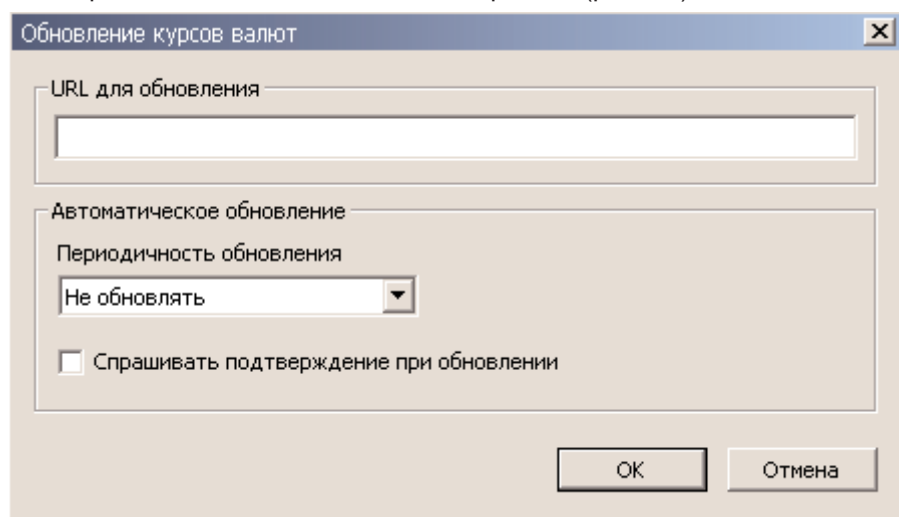 Обновление курсов валют
URL для обновления
Автоматическое обновление
Периодичность обновления
Не обновлять
Спрашивать подтверждение при обновлении
OK
Отмена